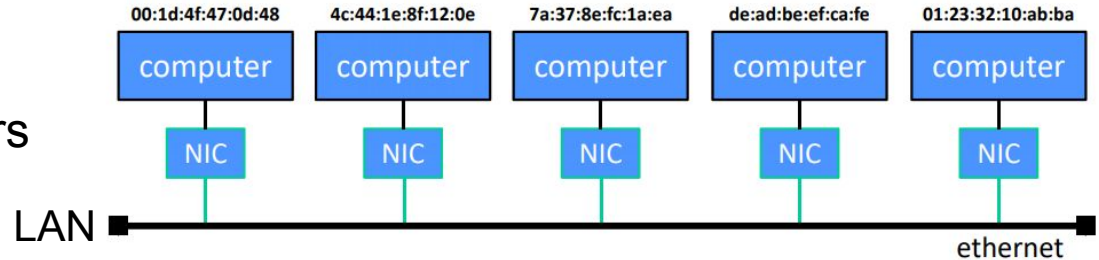 00:1d:4f:47:0d:48 4c:44:1e:8f:12:0e 7a:37:8e:fc:1a:ea de:ad:be:ef:ca:fe 01:23:32:10:ab:ba
computer computer computer computer computer
rs
NIC NIC NIC NIC NIC
LAN
ethernet